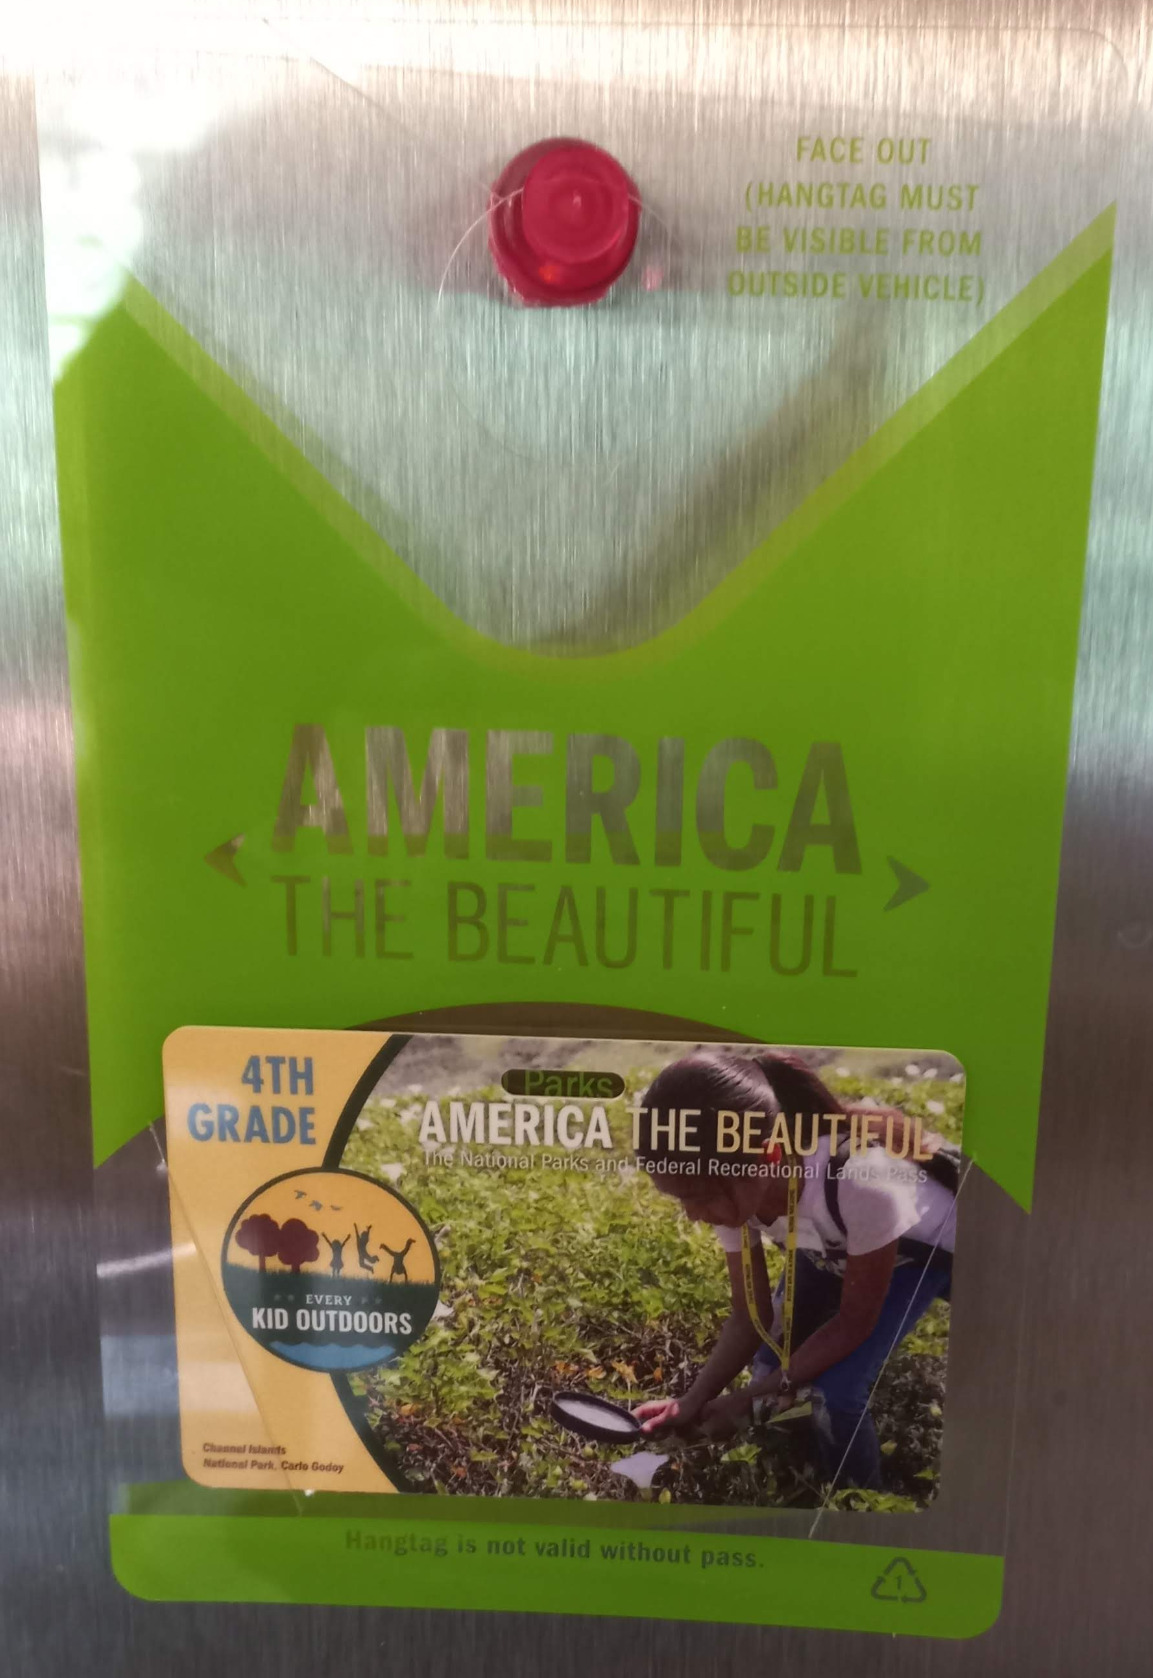 FACE OUT
(HANGTAG MUST
BE VISIBLE FROM
OUTSIDE VEHICLE)
AMERICA
THE BEAUTIFUL
4TH
GRADE
Parks
AMERICA THE BEAUTIFUL
The National Parks and Federal Recreational Lands Pass
EVERY
KID OUTDOORS
Channel Islands
National Park, Carlo Godoy
Hangtag is not valid without pass.
1